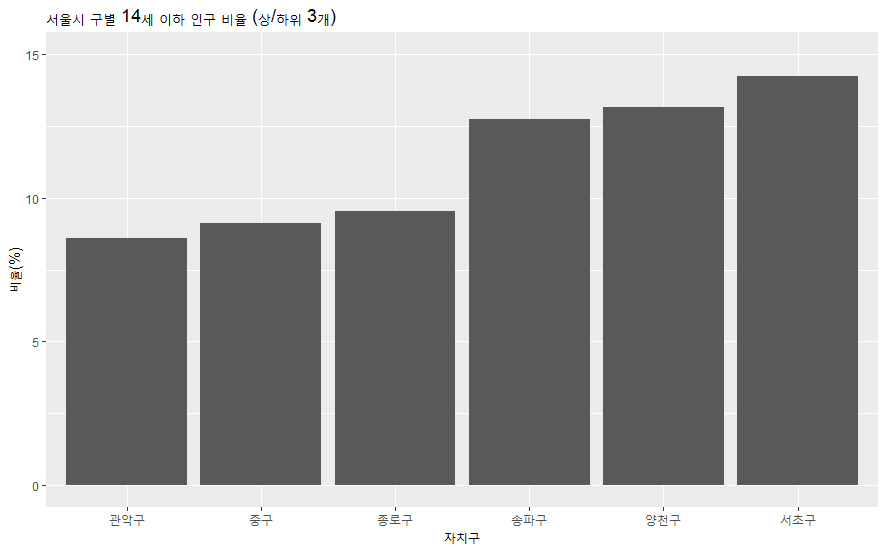 서울시 구별 14세 이하 인구 비율 (상/하위 3개)
비율(%)
15
10
5
0
관악구 중구 종로구 송파구 양천구 서초구
자치구